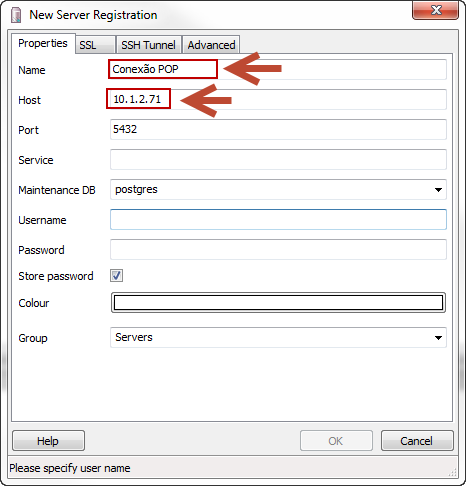 New Server Registration
Properties SSL SSH Tunnel Advanced
Name Conexão POP
Host 10.1.2.71
Port 5432
Service
Maintenance DB postgres
Username
Password
Store password
Colour
Group Servers
Help OK Cancel
Please specify user name